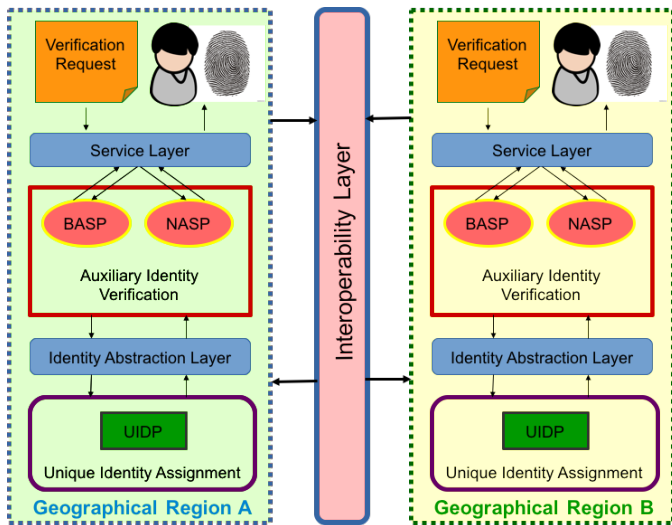 Verification
Request
Service Layer
BASP
NASP
Auxiliary Identity
Verification
Identity Abstraction Layer
UIDP
Unique Identity Assignment
Geographical Region A
Interoperability Layer
Verification
Request
Service Layer
BASP
NASP
Auxiliary Identity
Verification
Identity Abstraction Layer
UIDP
Unique Identity Assignment
Geographical Region B